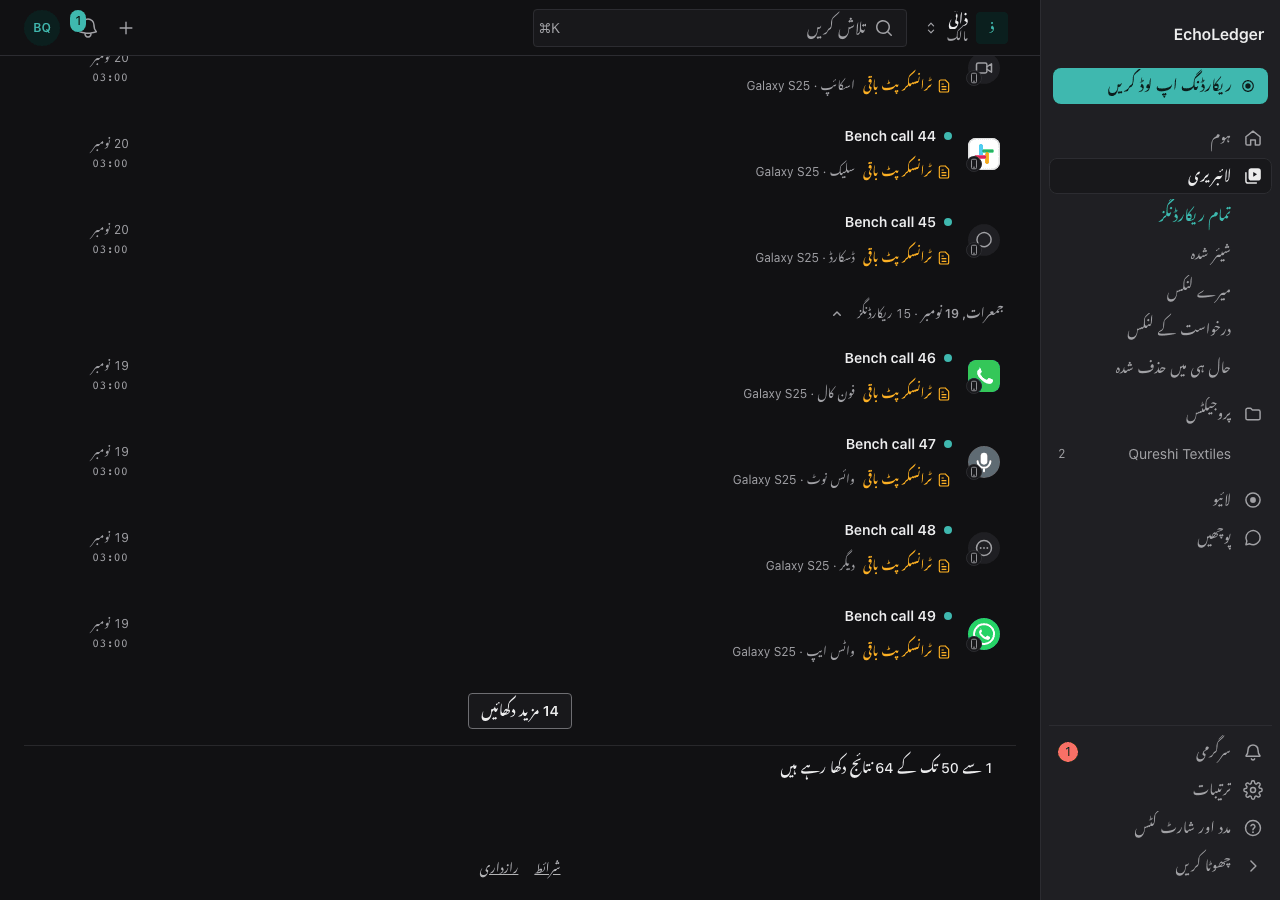 EchoLedger
ریکارڈنگ اپ لوڈ کریں
ہوم
لائبریری
تمام ریکارڈنگز
شیئر شدہ
میرے لنکس
درخواست کے لنکس
حال ہی میں حذف شدہ
پروجیکٹس
Qureshi Textiles 2
لائیو
پوچھیں
سرگرمی 1
ترتیبات
مدد اور شارٹ کٹس
چھوٹا کریں
ذ
ذاتی
مالک
تلاش کریں ⌘K
1
BQ
20 نومبر
ٹرانسکرپٹ باقی اسکائپ · Galaxy S25
03:00
Bench call 44
20 نومبر
ٹرانسکرپٹ باقی سلیک · Galaxy S25
03:00
Bench call 45
20 نومبر
ٹرانسکرپٹ باقی ڈسکارڈ · Galaxy S25
03:00
جمعرات, 19 نومبر · 15 ریکارڈنگز
Bench call 46
19 نومبر
ٹرانسکرپٹ باقی فون کال · Galaxy S25
03:00
Bench call 47
19 نومبر
ٹرانسکرپٹ باقی وائس نوٹ · Galaxy S25
03:00
Bench call 48
19 نومبر
ٹرانسکرپٹ باقی دیگر · Galaxy S25
03:00
Bench call 49
19 نومبر
ٹرانسکرپٹ باقی واٹس ایپ · Galaxy S25
03:00
14 مزید دکھائیں
1 سے 50 تک کے 64 نتائج دکھا رہے ہیں
شرائط رازداری